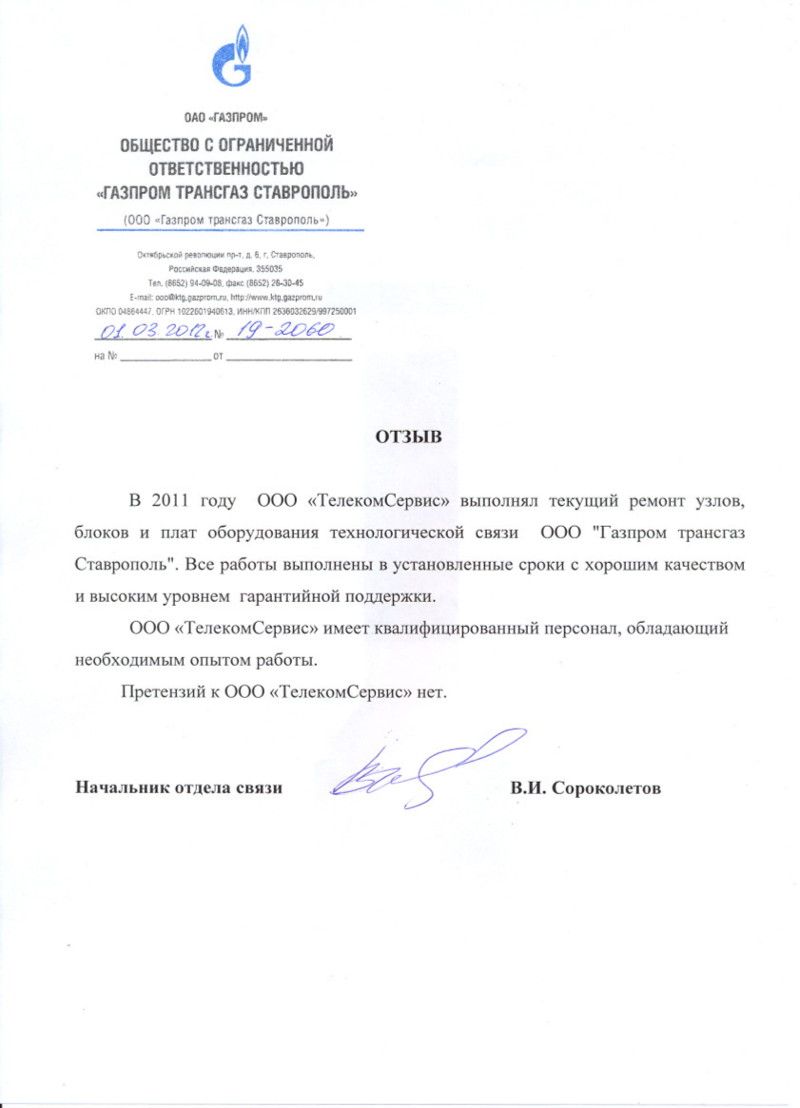 ОАО «ГАЗПРОМ»
ОБЩЕСТВО С ОГРАНИЧЕННОЙ
ОТВЕТСТВЕННОСТЬЮ
«ГАЗПРОМ ТРАНСГАЗ СТАВРОПОЛЬ»
(ООО «Газпром трансгаз Ставрополь»)
Октябрьской революции пр-т, д. 6, г. Ставрополь,
Российская Федерация, 355035
Тел. (8652) 94-09-08, факс (8652) 26-30-45
E-mail: ooo@ktg.gazprom.ru, http://www.ktg.gazprom.ru
ОКПО 04864447, ОГРН 1022601940613, ИНН/КПП 2636032629/997250001
01.03.2012г. № 19-2060
на № от
ОТЗЫВ
В 2011 году ООО «ТелекомСервис» выполнял текущий ремонт узлов,
блоков и плат оборудования технологической связи ООО "Газпром трансгаз
Ставрополь". Все работы выполнены в установленные сроки с хорошим качеством
и высоким уровнем гарантийной поддержки.
ООО «ТелекомСервис» имеет квалифицированный персонал, обладающий
необходимым опытом работы.
Претензий к ООО «ТелекомСервис» нет.
Начальник отдела связи В.И. Сороколетов